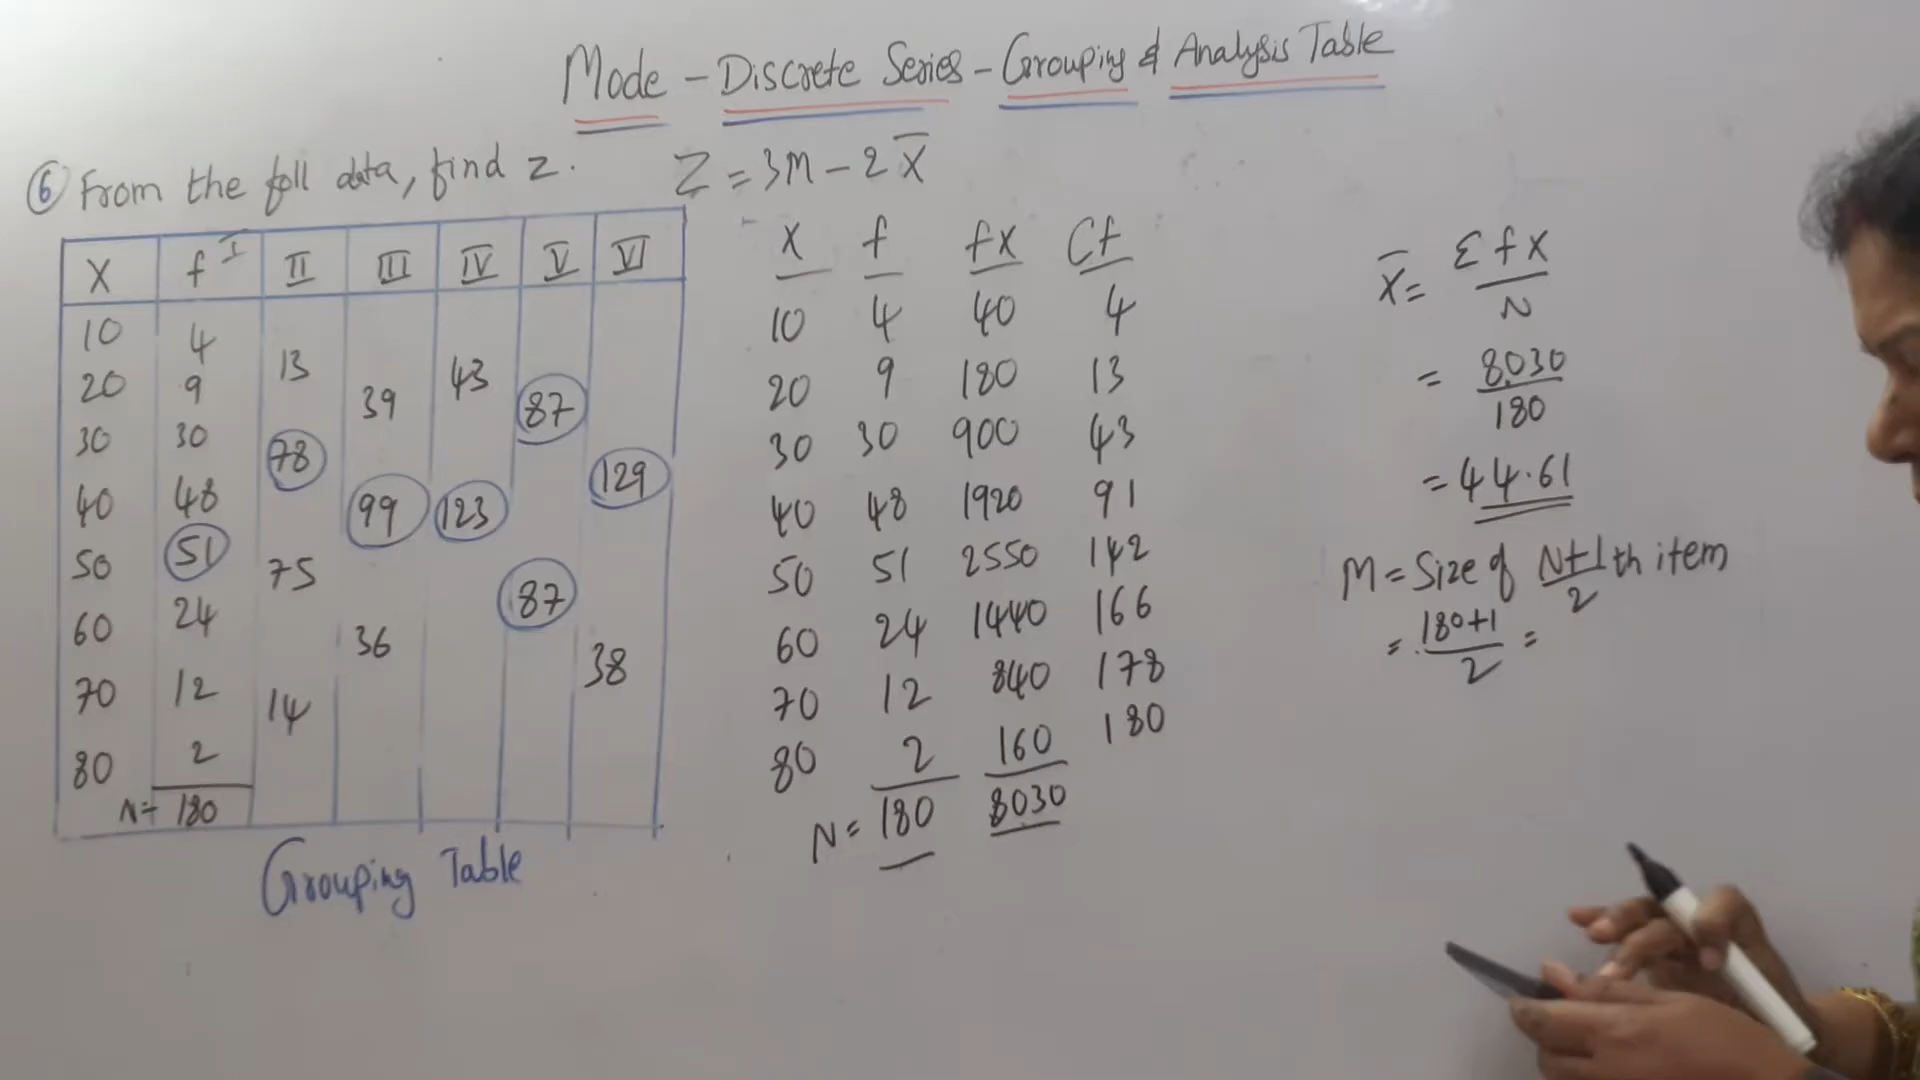 Mode - Discrete Series - Grouping & Analysis Table
⑥ From the foll data, find z.
Z = 3M - 2X̅
X f I II III IV V VI
10 4
13
43
20 9
39
87
30 30
78
129
40 48
99 123
50 51
75
87
60 24
36
38
70 12
14
80 2
N= 180
Grouping Table
X f fX Cf
10 4 40 4
20 9 180 13
30 30 900 43
40 48 1920 91
50 51 2550 142
60 24 1440 166
70 12 840 178
80 2 160 180
N= 180 8030
X̅ = Σ f X / N
= 8030 / 180
= 44.61
M = Size of N+1/2 th item
= 180+1 / 2 =